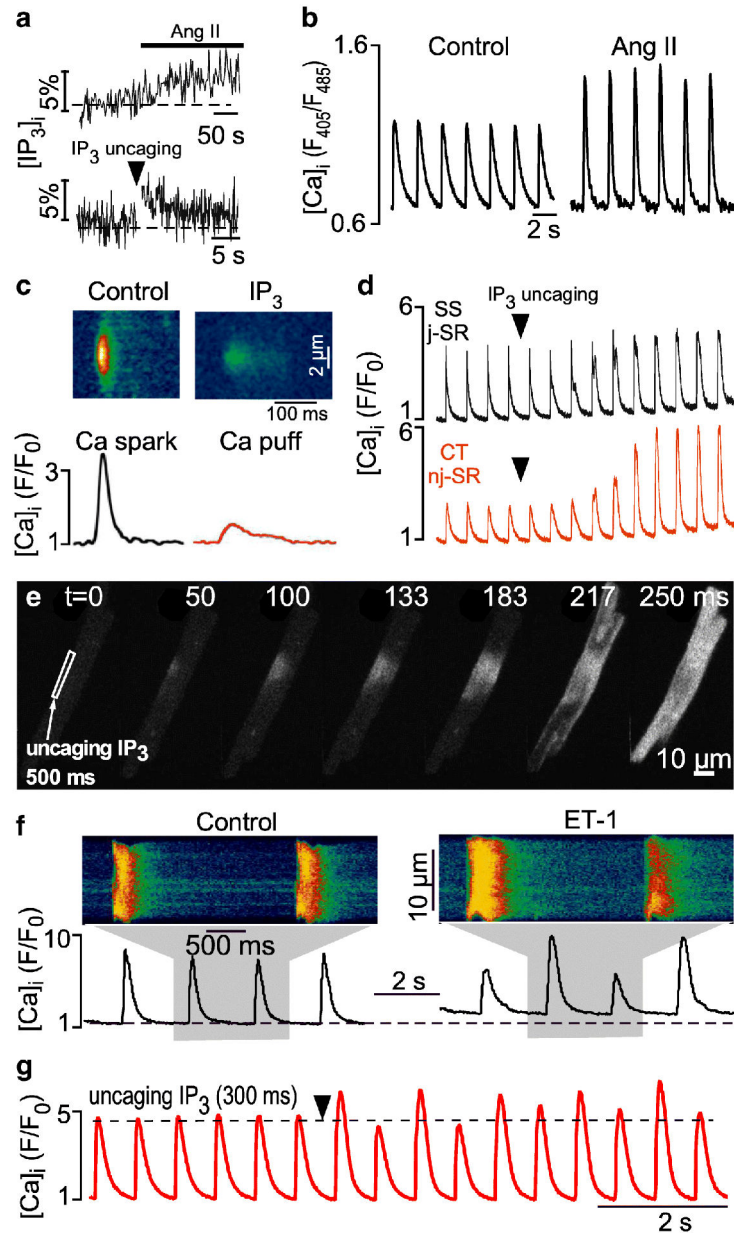 a
Ang II
5%
50 s
[IP3]i
IP3 uncaging
5%
5 s
b
1.6
Control
Ang II
[Ca]i (F405/F485)
0.6
2 s
c
Control
IP3
2 µm
100 ms
Ca spark
Ca puff
[Ca]i (F/F0)
3
1
d
6
SS
j-SR
IP3 uncaging
1
[Ca]i (F/F0)
6
CT
nj-SR
1
e
t=0
50
100
133
183
217
250 ms
uncaging IP3
500 ms
10 µm
f
Control
ET-1
10 µm
500 ms
[Ca]i (F/F0)
10
1
2 s
g
uncaging IP3 (300 ms)
[Ca]i (F/F0)
5
1
2 s